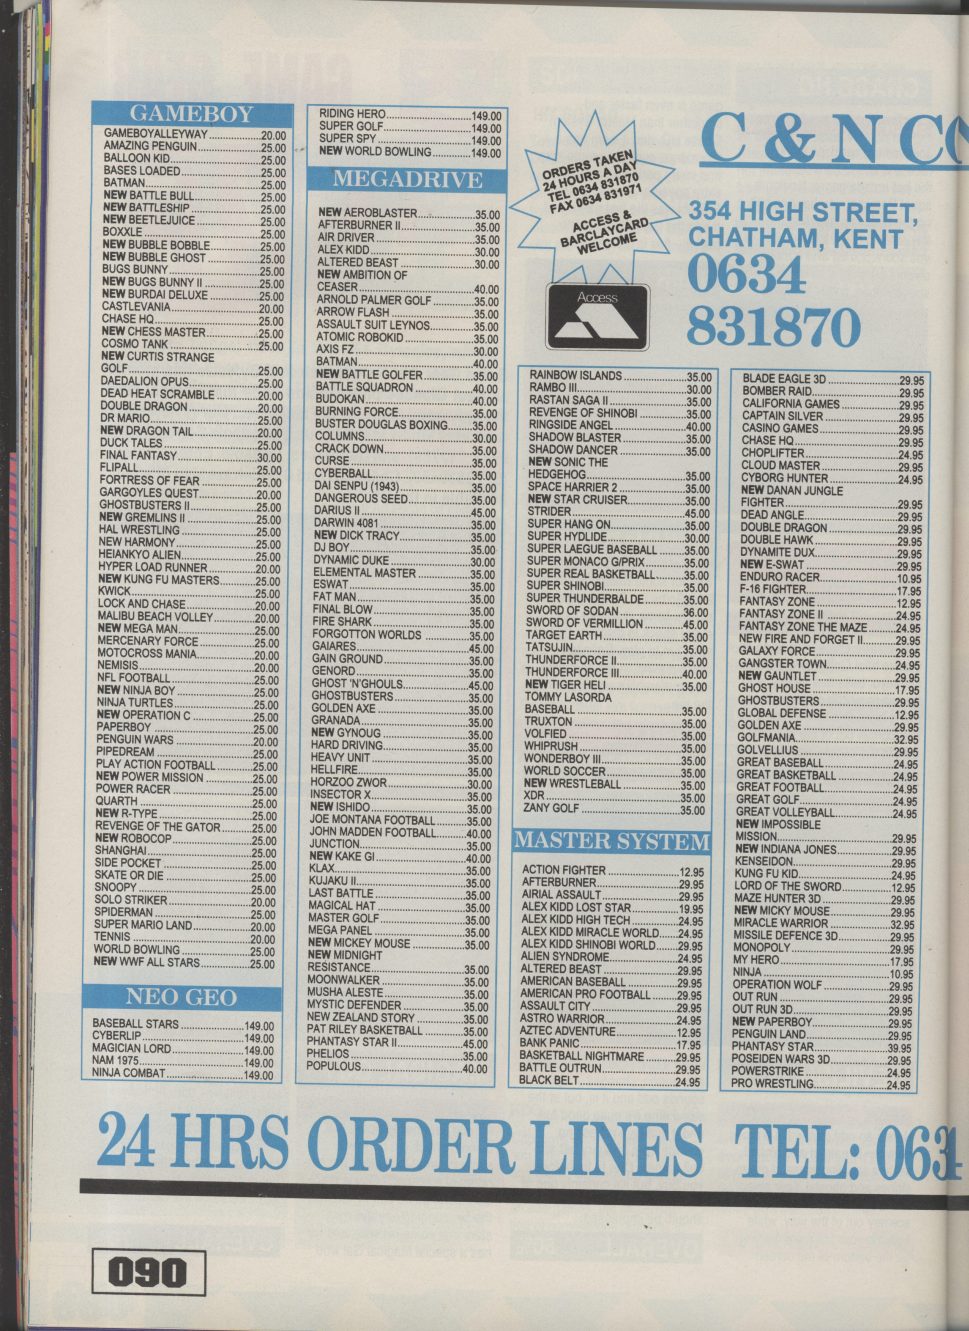 GAMEBOY
GAMEBOYALLEYWAY 20.00
AMAZING PENGUIN 25.00
BALLOON KID 25.00
BASES LOADED 25.00
BATMAN 25.00
NEW BATTLE BULL 25.00
NEW BATTLESHIP 25.00
NEW BEETLEJUICE 25.00
BOXXLE 25.00
NEW BUBBLE BOBBLE 25.00
NEW BUBBLE GHOST 25.00
BUGS BUNNY 25.00
NEW BUGS BUNNY II 25.00
NEW BURDAI DELUXE 25.00
CASTLEVANIA 20.00
CHASE HQ 25.00
NEW CHESS MASTER 25.00
COSMO TANK 25.00
NEW CURTIS STRANGE
GOLF 25.00
DAEDALION OPUS 25.00
DEAD HEAT SCRAMBLE 20.00
DOUBLE DRAGON 20.00
DR MARIO 25.00
NEW DRAGON TAIL 20.00
DUCK TALES 25.00
FINAL FANTASY 30.00
FLIPALL 25.00
FORTRESS OF FEAR 25.00
GARGOYLES QUEST 20.00
GHOSTBUSTERS II 25.00
NEW GREMLINS II 25.00
HAL WRESTLING 25.00
NEW HARMONY 25.00
HEIANKYO ALIEN 25.00
HYPER LOAD RUNNER 20.00
NEW KUNG FU MASTERS 25.00
KWICK 25.00
LOCK AND CHASE 20.00
MALIBU BEACH VOLLEY 20.00
NEW MEGA MAN 25.00
MERCENARY FORCE 25.00
MOTOCROSS MANIA 20.00
NEMISIS 20.00
NFL FOOTBALL 25.00
NEW NINJA BOY 25.00
NINJA TURTLES 25.00
NEW OPERATION C 25.00
PAPERBOY 25.00
PENGUIN WARS 20.00
PIPEDREAM 25.00
PLAY ACTION FOOTBALL 25.00
NEW POWER MISSION 25.00
POWER RACER 25.00
QUARTH 25.00
NEW R-TYPE 25.00
REVENGE OF THE GATOR 25.00
NEW ROBOCOP 25.00
SHANGHAI 25.00
SIDE POCKET 25.00
SKATE OR DIE 25.00
SNOOPY 25.00
SOLO STRIKER 20.00
SPIDERMAN 25.00
SUPER MARIO LAND 20.00
TENNIS 20.00
WORLD BOWLING 25.00
NEW WWF ALL STARS 25.00
NEO GEO
BASEBALL STARS 149.00
CYBERLIP 149.00
MAGICIAN LORD 149.00
NAM 1975 149.00
NINJA COMBAT 149.00
RIDING HERO 149.00
SUPER GOLF 149.00
SUPER SPY 149.00
NEW WORLD BOWLING 149.00
MEGADRIVE
NEW AEROBLASTER 35.00
AFTERBURNER II 35.00
AIR DRIVER 35.00
ALEX KIDD 30.00
ALTERED BEAST 30.00
NEW AMBITION OF
CEASER 40.00
ARNOLD PALMER GOLF 35.00
ARROW FLASH 35.00
ASSAULT SUIT LEYNOS 35.00
ATOMIC ROBOKID 35.00
AXIS FZ 30.00
BATMAN 40.00
NEW BATTLE GOLFER 35.00
BATTLE SQUADRON 40.00
BUDOKAN 40.00
BURNING FORCE 35.00
BUSTER DOUGLAS BOXING 35.00
COLUMNS 30.00
CRACK DOWN 35.00
CURSE 35.00
CYBERBALL 35.00
DAI SENPU (1943) 35.00
DANGEROUS SEED 35.00
DARIUS II 45.00
DARWIN 4081 35.00
NEW DICK TRACY 35.00
DJ BOY 35.00
DYNAMIC DUKE 30.00
ELEMENTAL MASTER 35.00
ESWAT 35.00
FAT MAN 35.00
FINAL BLOW 35.00
FIRE SHARK 35.00
FORGOTTON WORLDS 35.00
GAIARES 45.00
GAIN GROUND 35.00
GENORD 35.00
GHOST 'N'GHOULS 45.00
GHOSTBUSTERS 35.00
GOLDEN AXE 35.00
GRANADA 35.00
NEW GYNOUG 35.00
HARD DRIVING 35.00
HEAVY UNIT 35.00
HELLFIRE 35.00
HORZOO ZWOR 30.00
INSECTOR X 35.00
NEW ISHIDO 35.00
JOE MONTANA FOOTBALL 35.00
JOHN MADDEN FOOTBALL 40.00
JUNCTION 35.00
NEW KAKE GI 40.00
KLAX 35.00
KUJAKU II 35.00
LAST BATTLE 35.00
MAGICAL HAT 35.00
MASTER GOLF 35.00
MEGA PANEL 35.00
NEW MICKEY MOUSE 35.00
NEW MIDNIGHT
RESISTANCE 35.00
MOONWALKER 35.00
MUSHA ALESTE 35.00
MYSTIC DEFENDER 35.00
NEW ZEALAND STORY 35.00
PAT RILEY BASKETBALL 35.00
PHANTASY STAR II 45.00
PHELIOS 35.00
POPULOUS 40.00
ORDERS TAKEN
24 HOURS A DAY
TEL 0634 831870
FAX 0634 831971
ACCESS &
BARCLAYCARD
WELCOME
Access
C & N CO
354 HIGH STREET,
CHATHAM, KENT
0634
831870
RAINBOW ISLANDS 35.00
RAMBO III 30.00
RASTAN SAGA II 35.00
REVENGE OF SHINOBI 35.00
RINGSIDE ANGEL 40.00
SHADOW BLASTER 35.00
SHADOW DANCER 35.00
NEW SONIC THE
HEDGEHOG 35.00
SPACE HARRIER 2 35.00
NEW STAR CRUISER 35.00
STRIDER 45.00
SUPER HANG ON 35.00
SUPER HYDLIDE 30.00
SUPER LAEGUE BASEBALL 35.00
SUPER MONACO G/PRIX 35.00
SUPER REAL BASKETBALL 35.00
SUPER SHINOBI 35.00
SUPER THUNDERBALDE 35.00
SWORD OF SODAN 36.00
SWORD OF VERMILLION 45.00
TARGET EARTH 35.00
TATSUJIN 35.00
THUNDERFORCE II 35.00
THUNDERFORCE III 40.00
NEW TIGER HELI 35.00
TOMMY LASORDA
BASEBALL 35.00
TRUXTON 35.00
VOLFIED 35.00
WHIPRUSH 35.00
WONDERBOY III 35.00
WORLD SOCCER 35.00
NEW WRESTLEBALL 35.00
XDR 35.00
ZANY GOLF 35.00
MASTER SYSTEM
ACTION FIGHTER 12.95
AFTERBURNER 29.95
AIRIAL ASSAULT 29.95
ALEX KIDD LOST STAR 19.95
ALEX KIDD HIGH TECH 24.95
ALEX KIDD MIRACLE WORLD 24.95
ALEX KIDD SHINOBI WORLD 29.95
ALIEN SYNDROME 24.95
ALTERED BEAST 29.95
AMERICAN BASEBALL 29.95
AMERICAN PRO FOOTBALL 29.95
ASSAULT CITY 29.95
ASTRO WARRIOR 24.95
AZTEC ADVENTURE 12.95
BANK PANIC 17.95
BASKETBALL NIGHTMARE 29.95
BATTLE OUTRUN 29.95
BLACK BELT 24.95
BLADE EAGLE 3D 29.95
BOMBER RAID 29.95
CALIFORNIA GAMES 29.95
CAPTAIN SILVER 29.95
CASINO GAMES 29.95
CHASE HQ 29.95
CHOPLIFTER 24.95
CLOUD MASTER 29.95
CYBORG HUNTER 24.95
NEW DANAN JUNGLE
FIGHTER 29.95
DEAD ANGLE 29.95
DOUBLE DRAGON 29.95
DOUBLE HAWK 29.95
DYNAMITE DUX 29.95
NEW E-SWAT 29.95
ENDURO RACER 10.95
F-16 FIGHTER 17.95
FANTASY ZONE 12.95
FANTASY ZONE II 24.95
FANTASY ZONE THE MAZE 24.95
NEW FIRE AND FORGET II 29.95
GALAXY FORCE 29.95
GANGSTER TOWN 24.95
NEW GAUNTLET 29.95
GHOST HOUSE 17.95
GHOSTBUSTERS 29.95
GLOBAL DEFENSE 12.95
GOLDEN AXE 29.95
GOLFMANIA 32.95
GOLVELLIUS 29.95
GREAT BASEBALL 24.95
GREAT BASKETBALL 24.95
GREAT FOOTBALL 24.95
GREAT GOLF 24.95
GREAT VOLLEYBALL 24.95
NEW IMPOSSIBLE
MISSION 29.95
NEW INDIANA JONES 29.95
KENSEIDON 29.95
KUNG FU KID 24.95
LORD OF THE SWORD 12.95
MAZE HUNTER 3D 29.95
NEW MICKY MOUSE 29.95
MIRACLE WARRIOR 32.95
MISSILE DEFENCE 3D 29.95
MONOPOLY 29.95
MY HERO 17.95
NINJA 10.95
OPERATION WOLF 29.95
OUT RUN 29.95
OUT RUN 3D 29.95
NEW PAPERBOY 29.95
PENGUIN LAND 29.95
PHANTASY STAR 39.95
POSEIDEN WARS 3D 29.95
POWERSTRIKE 24.95
PRO WRESTLING 24.95
24 HRS ORDER LINES TEL: 0634
090